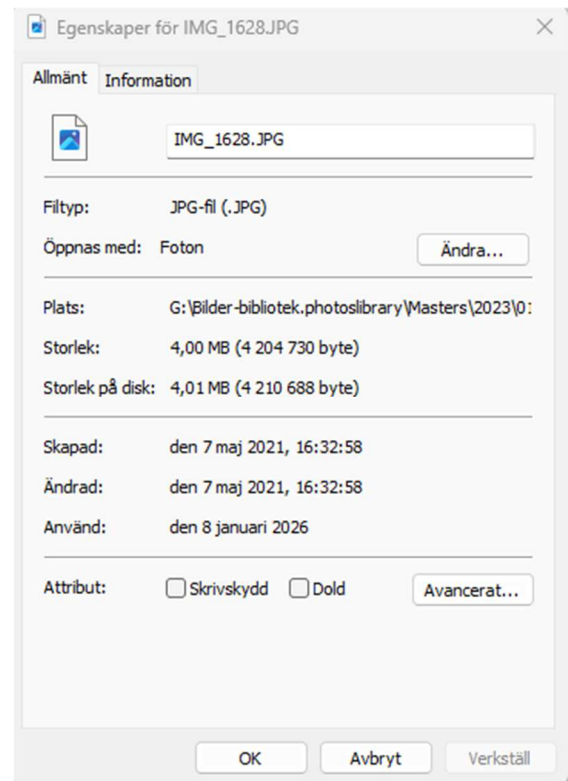 Egenskaper för IMG_1628.JPG
Allmänt Information
IMG_1628.JPG
Filtyp: JPG-fil (.JPG)
Öppnas med: Foton Ändra...
Plats: G:\Bilder-bibliotek.photoslibrary\Masters\2023\01
Storlek: 4,00 MB (4 204 730 byte)
Storlek på disk: 4,01 MB (4 210 688 byte)
Skapad: den 7 maj 2021, 16:32:58
Ändrad: den 7 maj 2021, 16:32:58
Använd: den 8 januari 2026
Attribut: Skrivskydd Dold Avancerat...
OK Avbryt Verkställ